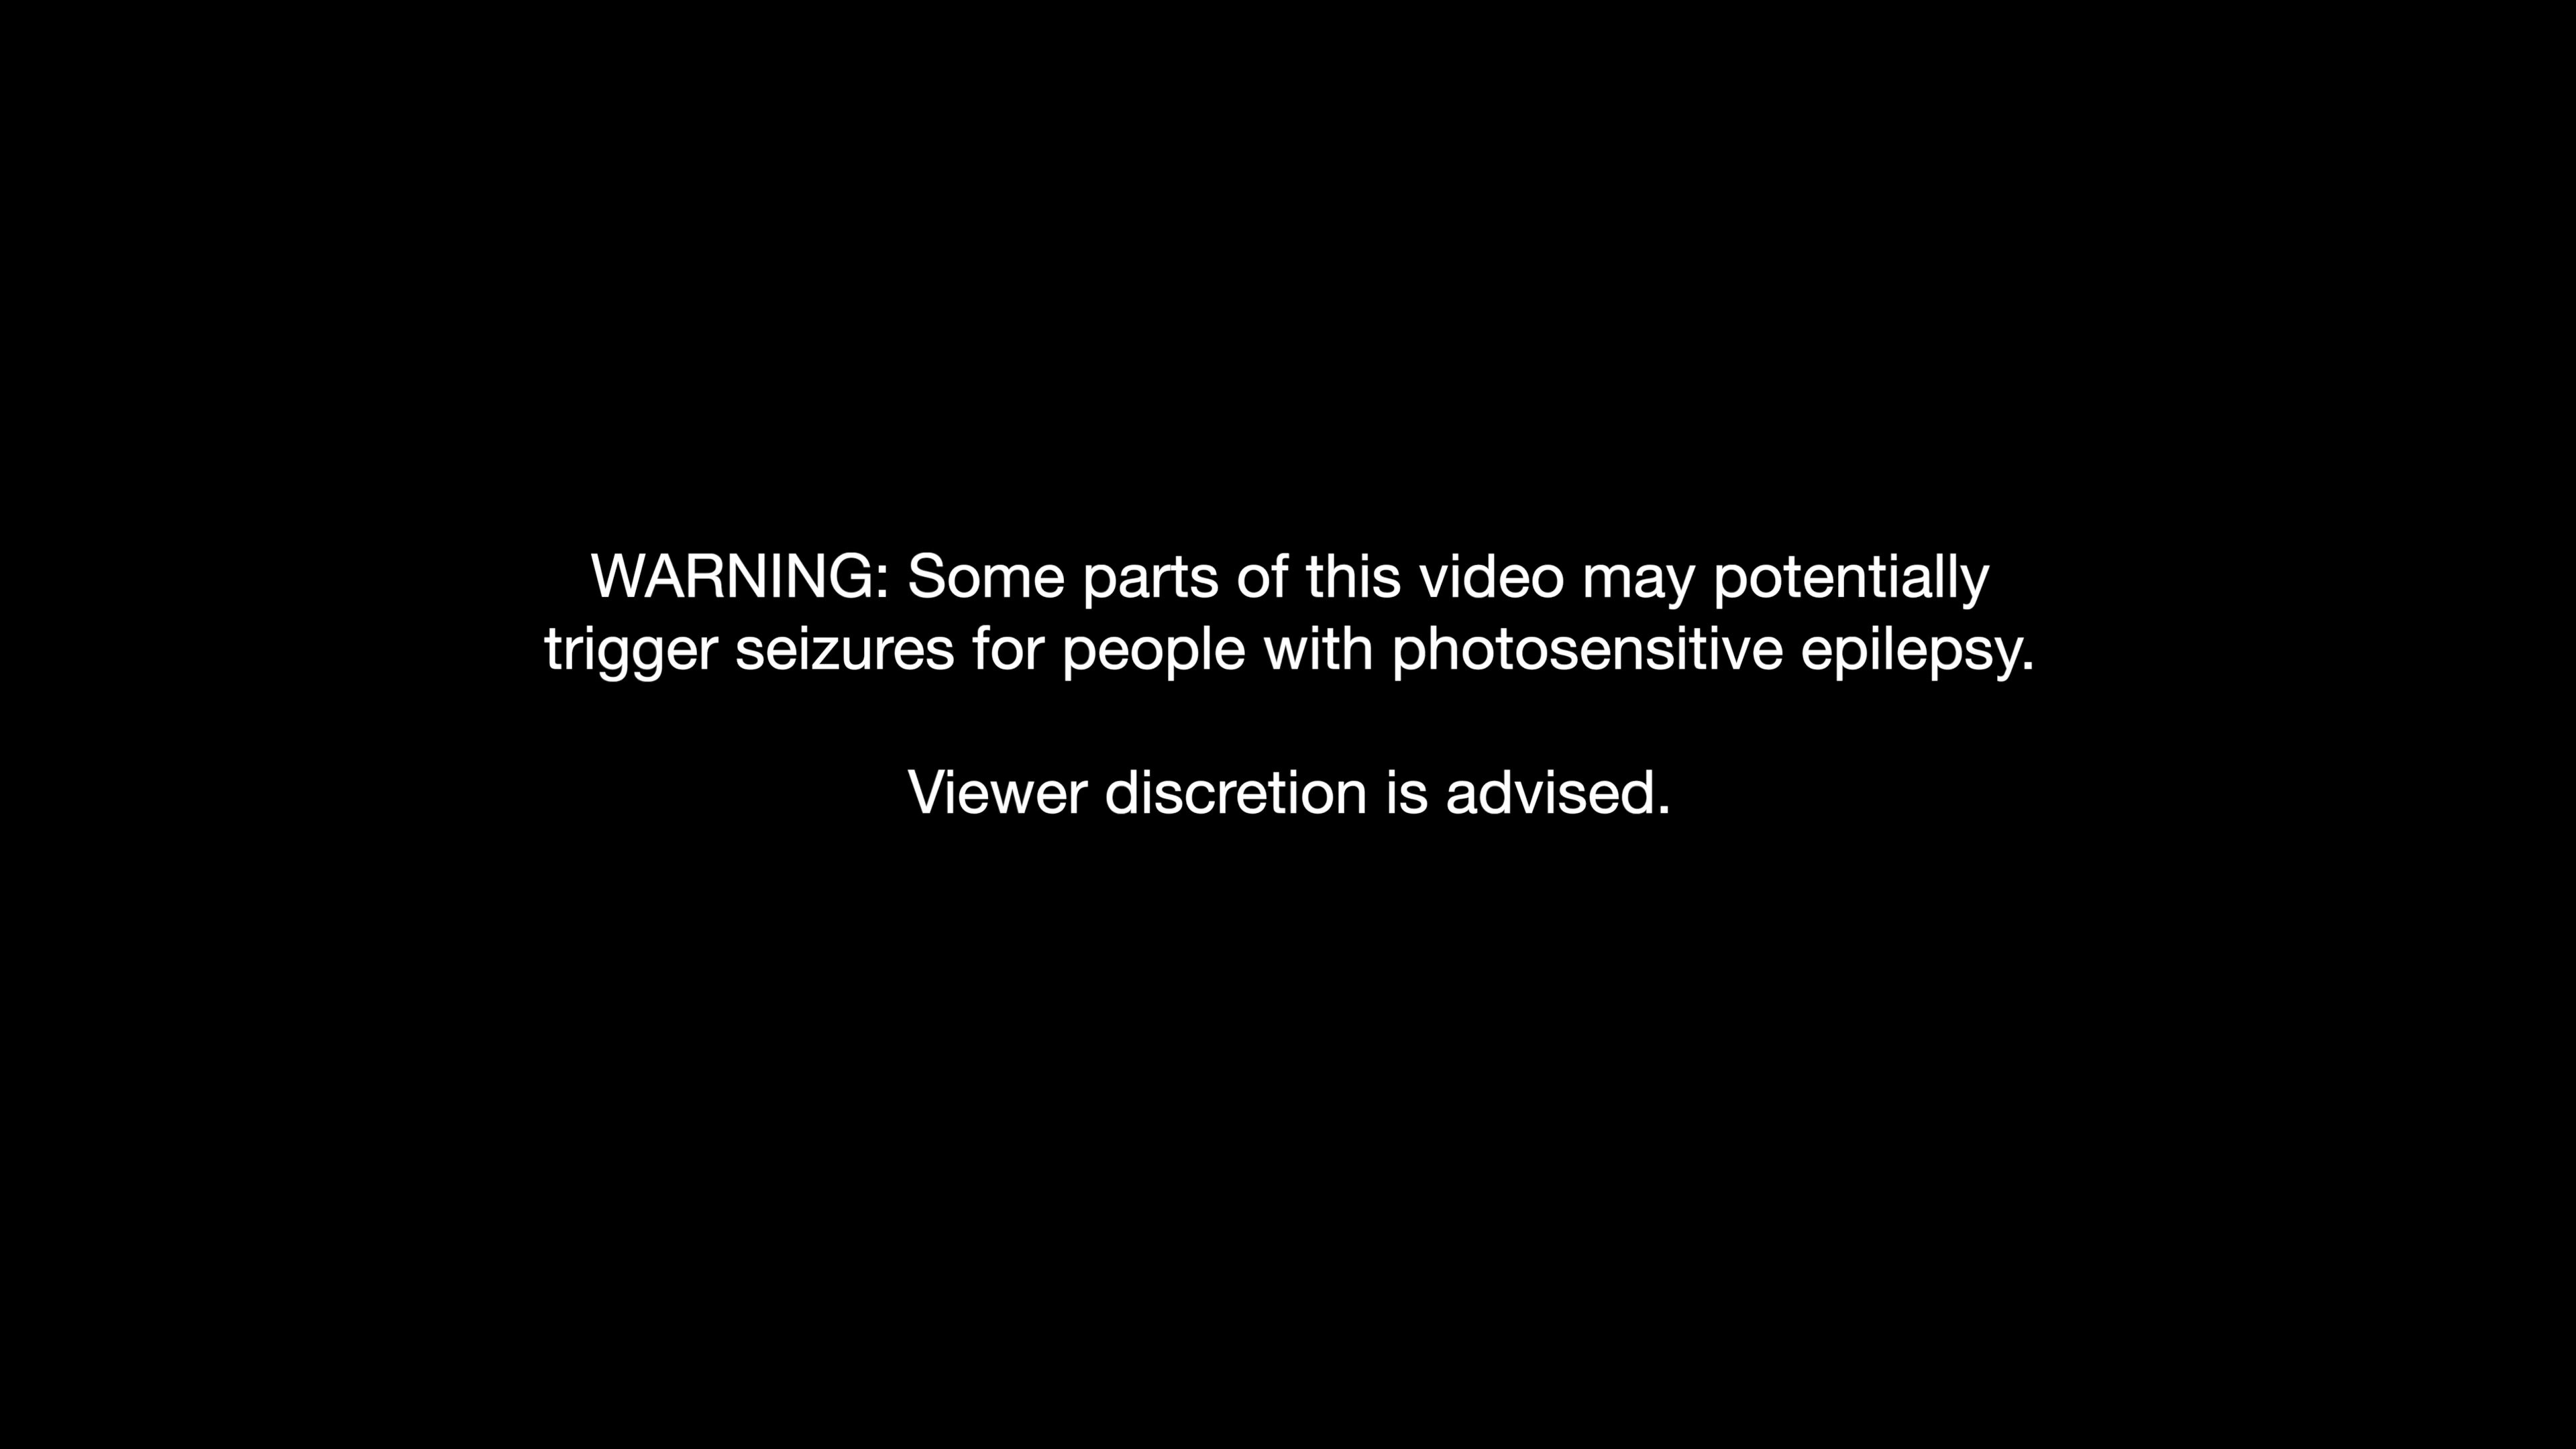 WARNING: Some parts of this video may potentially
trigger seizures for people with photosensitive epilepsy.
Viewer discretion is advised.